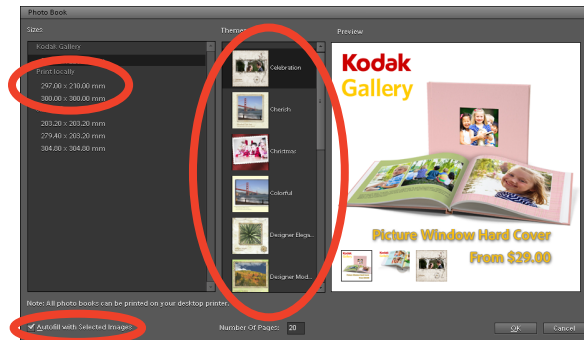 Photo Book
Sizes
Themes
Preview
Kodak Gallery
Print locally
297.00 x 210.00 mm
300.00 x 300.00 mm
203.20 x 203.20 mm
279.40 x 203.20 mm
304.80 x 304.80 mm
Celebration
Cherish
Christmas
Colorful
Designer Elega...
Designer Mod...
Kodak
Gallery
Picture Window Hard Cover
From $29.00
Note: All photo books can be printed on your desktop printer.
Autofill with Selected Images
Number Of Pages: 20
OK
Cancel